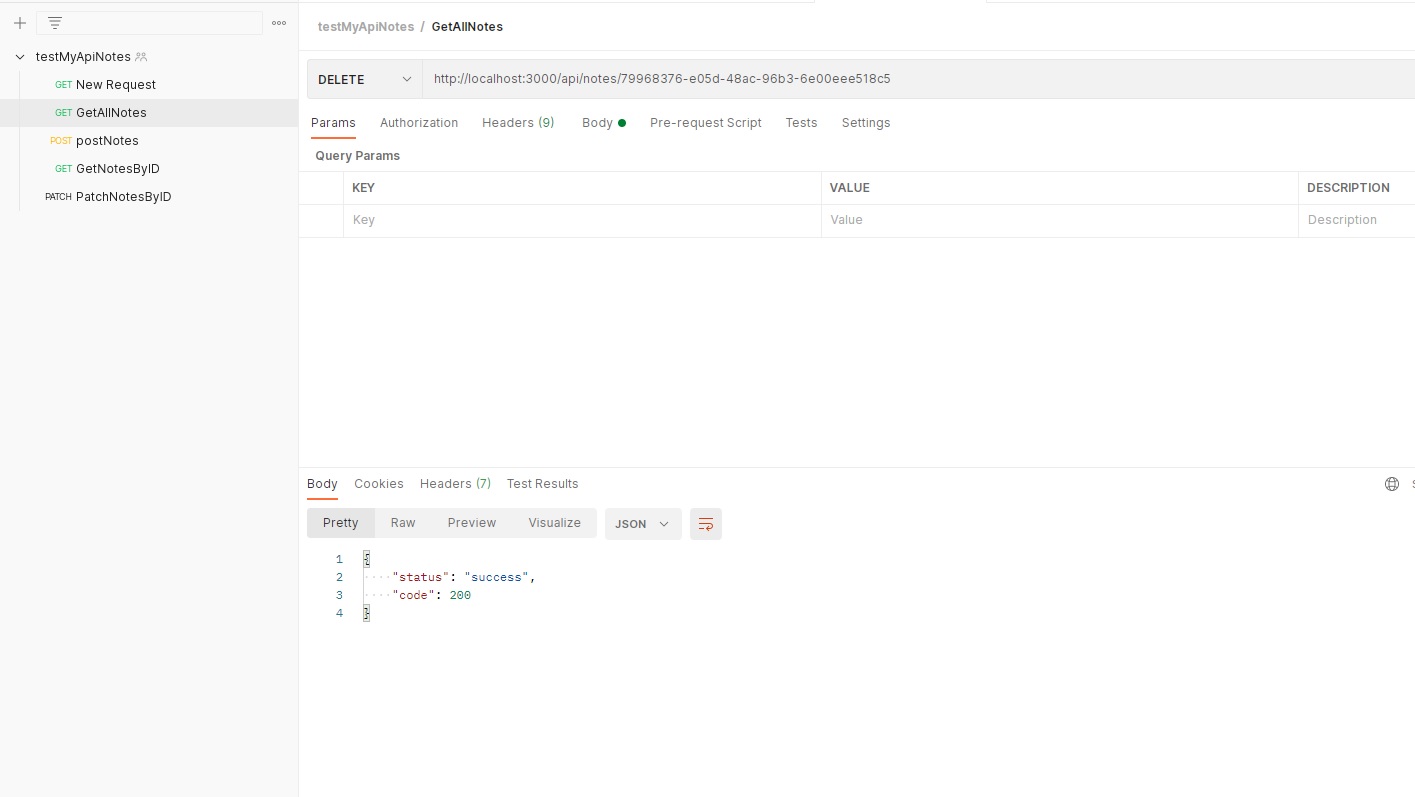 testMyApiNotes / GetAllNotes
testMyApiNotes
GET New Request
GET GetAllNotes
POST postNotes
GET GetNotesByID
PATCH PatchNotesByID
DELETE http://localhost:3000/api/notes/79968376-e05d-48ac-96b3-6e00eee518c5
Params Authorization Headers (9) Body Pre-request Script Tests Settings
Query Params
KEY VALUE DESCRIPTION
Key Value Description
Body Cookies Headers (7) Test Results
Pretty Raw Preview Visualize JSON
1 {
2 "status": "success",
3 "code": 200
4 }